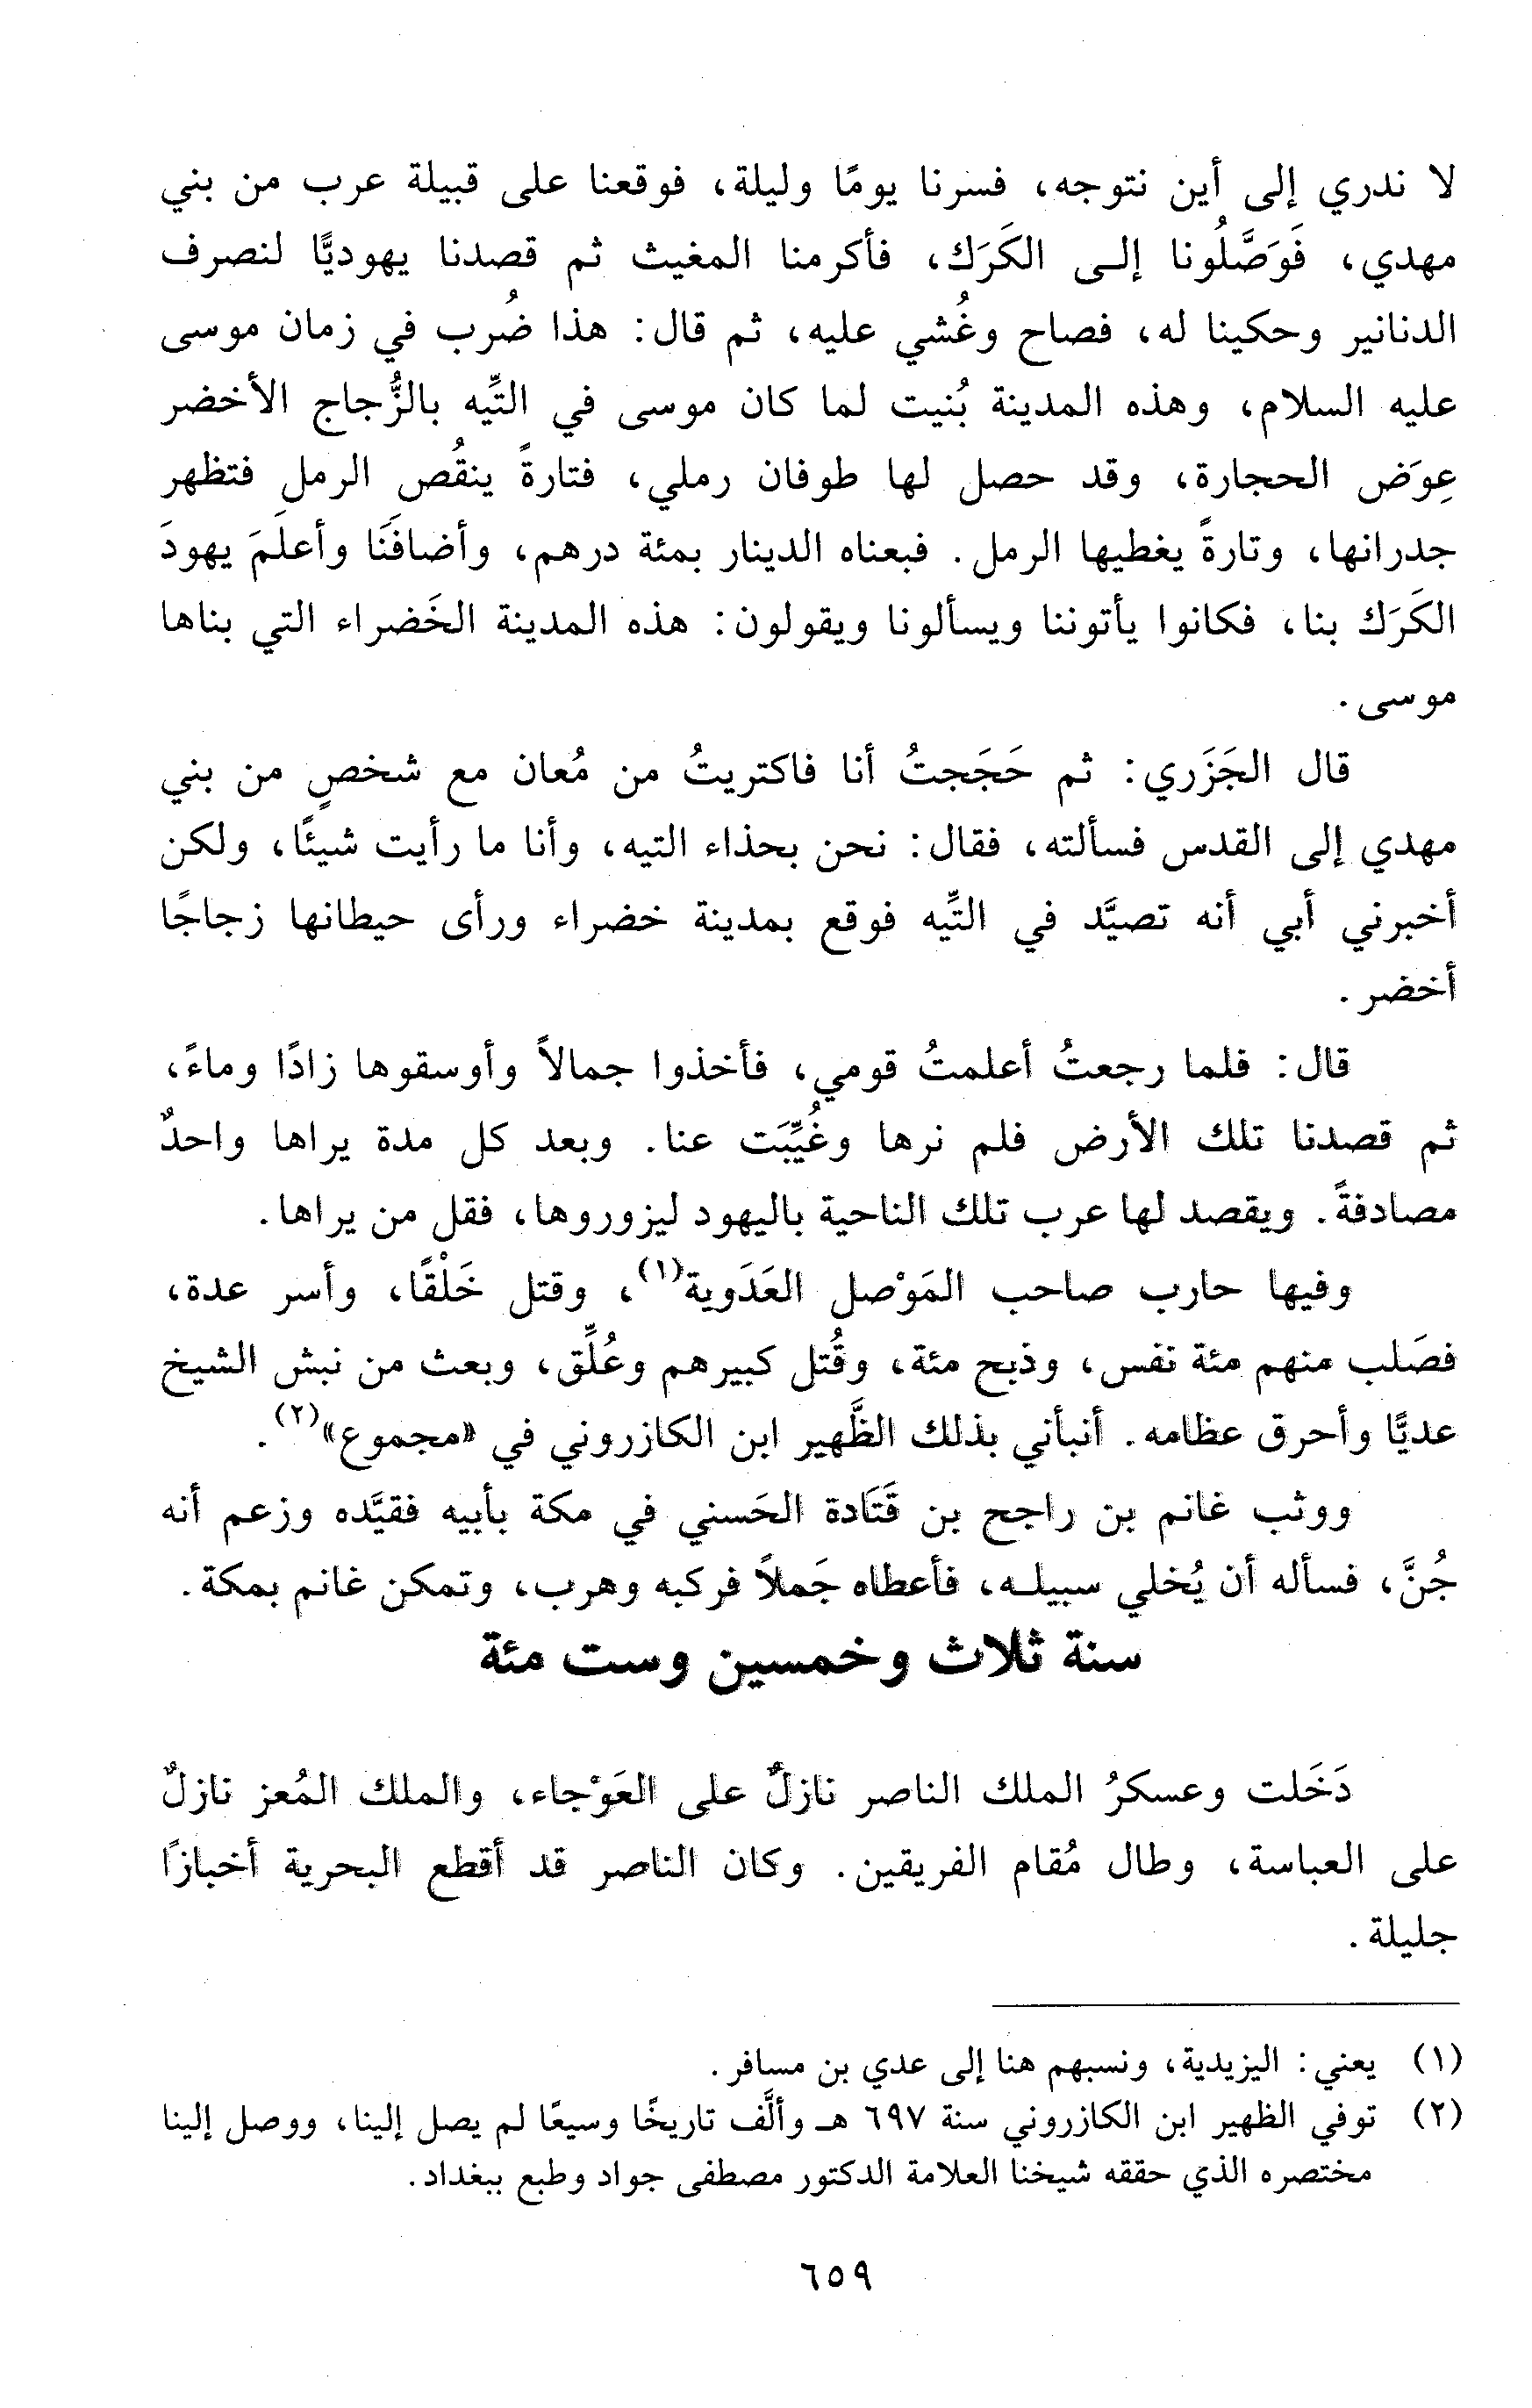 لا ندري إلى أين نتوجه، فسرنا يومًا وليلة، فوقعنا على قبيلة عرب من بني
مهدي، فَوَصَّلُونا إلى الكَرَك، فأكرمنا المغيث ثم قصدنا يهوديًّا لنصرف
الدنانير وحكينا له، فصاح وغُشي عليه، ثم قال: هذا ضُرب في زمان موسى
عليه السلام، وهذه المدينة بُنيت لما كان موسى في التِّيه بالزُّجاج الأخضر
عِوَض الحجارة، وقد حصل لها طوفان رملي، فتارةً ينقُص الرمل فتظهر
جدرانها، وتارةً يغطيها الرمل. فبعناه الدينار بمئة درهم، وأضافَنَا وأعلَمَ يهودَ
الكَرَك بنا، فكانوا يأتوننا ويسألونا ويقولون: هذه المدينة الخَضراء التي بناها
موسى.
قال الجَزَري: ثم حَجَجتُ أنا فاكتريتُ من مُعان مع شخصٍ من بني
مهدي إلى القدس فسألته، فقال: نحن بحذاء التيه، وأنا ما رأيت شيئًا، ولكن
أخبرني أبي أنه تصيَّد في التِّيه فوقع بمدينة خضراء ورأى حيطانها زجاجًا
أخضر.
قال: فلما رجعتُ أعلمتُ قومي، فأخذوا جمالاً وأوسقوها زادًا وماءً،
ثم قصدنا تلك الأرض فلم نرها وغُيِّبَت عنا. وبعد كل مدة يراها واحدٌ
مصادفةً. ويقصد لها عرب تلك الناحية باليهود ليزوروها، فقل من يراها.
وفيها حارب صاحب المَوْصل العَدَوية(١)، وقتل خَلْقًا، وأسر عدة،
فصَلب منهم مئة نفس، وذبح مئة، وقُتل كبيرهم وعُلِّق، وبعث من نبش الشيخ
عديًّا وأحرق عظامه. أنبأني بذلك الظَّهير ابن الكازروني في «مجموع»(٢).
ووثب غانم بن راجح بن قَتَادة الحَسني في مكة بأبيه فقيَّده وزعم أنه
جُنَّ، فسأله أن يُخلي سبيله، فأعطاه جَملاً فركبه وهرب، وتمكن غانم بمكة.
سنة ثلاث وخمسين وست مئة
دَخَلت وعسكرُ الملك الناصر نازلٌ على العَوْجاء، والملك المُعز نازلٌ
على العباسة، وطال مُقام الفريقين. وكان الناصر قد أقطع البحرية أخبازًا
جليلة.
(١) يعني: اليزيدية، ونسبهم هنا إلى عدي بن مسافر.
(٢) توفي الظهير ابن الكازروني سنة ٦٩٧ هـ وألَّف تاريخًا وسيعًا لم يصل إلينا، ووصل إلينا
مختصره الذي حققه شيخنا العلامة الدكتور مصطفى جواد وطبع ببغداد.
٦٥٩